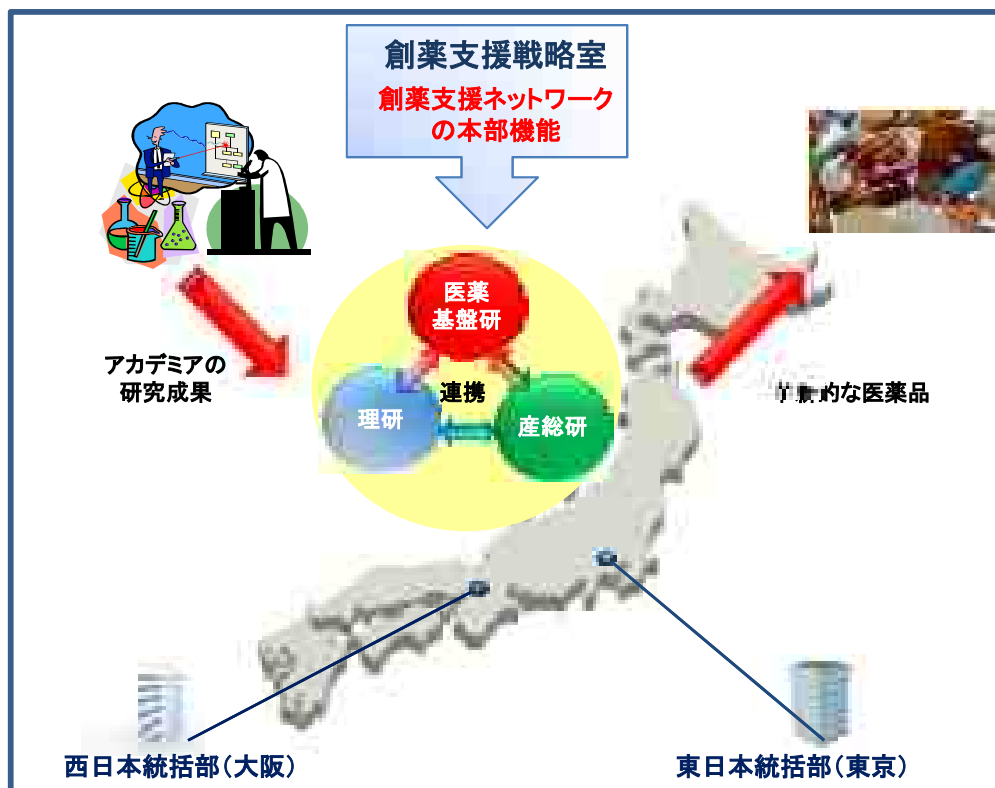 創薬支援戦略室
創薬支援ネットワーク
の本部機能
医薬
基盤研
連携
理研
産総研
アカデミアの
研究成果
的な医薬品
西日本統括部（大阪）
東日本統括部（東京）